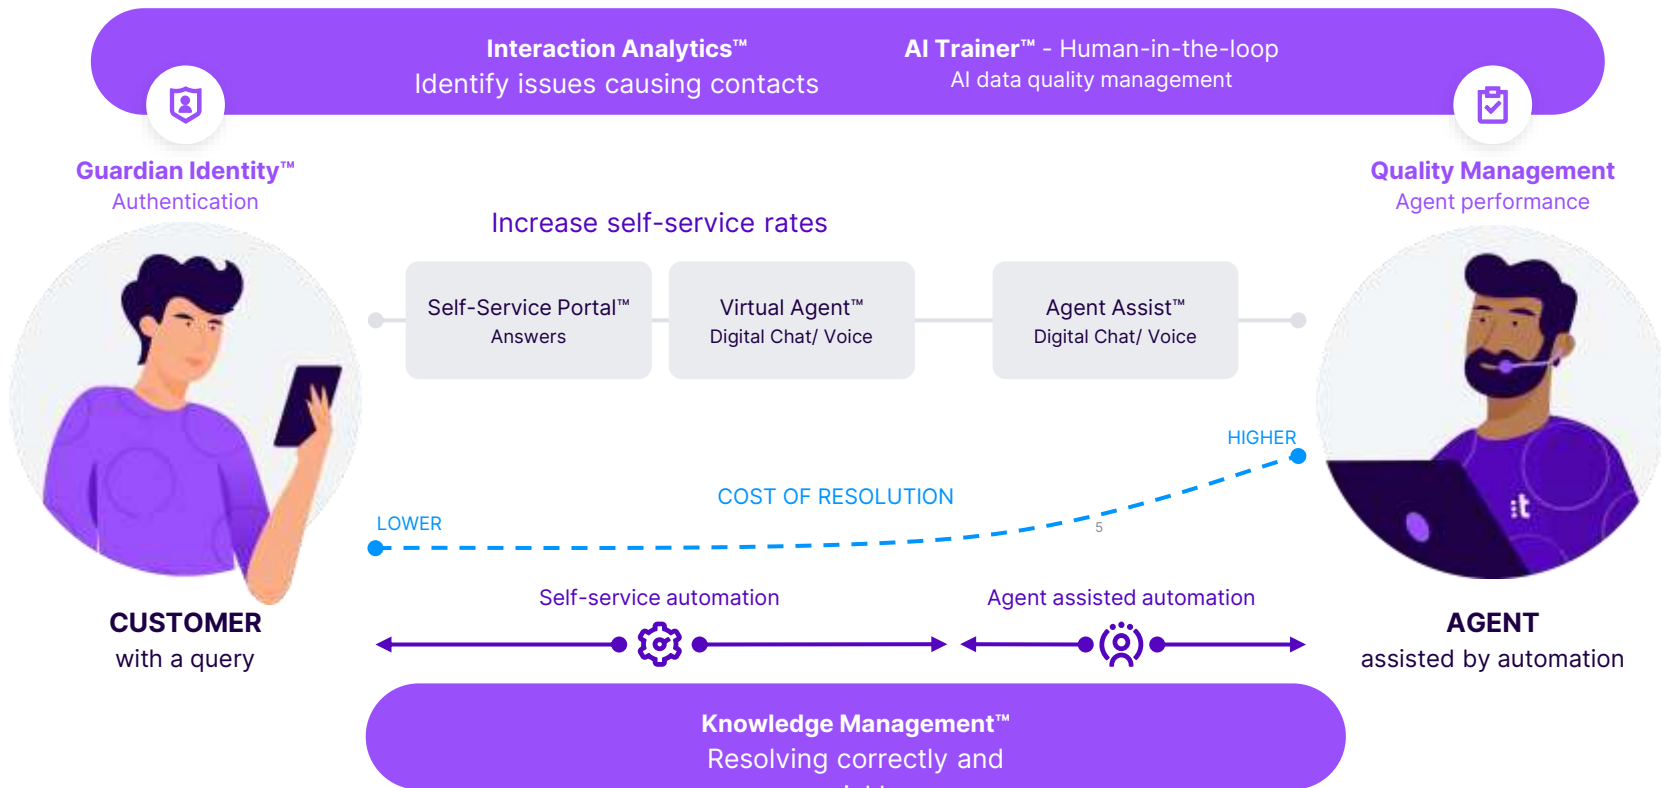 Interaction Analytics™
Identify issues causing contacts
AI Trainer™ - Human-in-the-loop
AI data quality management
Guardian Identity™
Authentication
Quality Management
Agent performance
Increase self-service rates
Self-Service Portal™
Answers
Virtual Agent™
Digital Chat/ Voice
Agent Assist™
Digital Chat/ Voice
HIGHER
COST OF RESOLUTION
LOWER
5
Self-service automation
Agent assisted automation
CUSTOMER
with a query
AGENT
assisted by automation
Knowledge Management™
Resolving correctly and